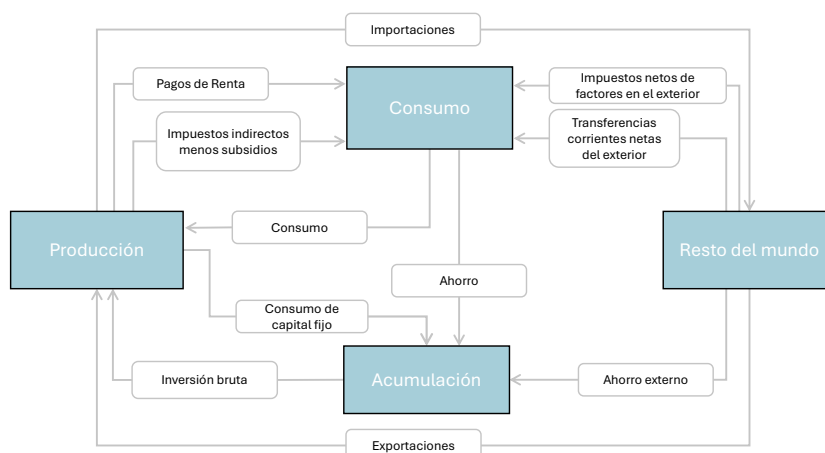 Importaciones
Pagos de Renta
Consumo
Impuestos netos de
factores en el exterior
Impuestos indirectos
menos subsidios
Transferencias
corrientes netas
del exterior
Consumo
Producción
Resto del mundo
Ahorro
Consumo de
capital fijo
Inversión bruta
Acumulación
Ahorro externo
Exportaciones